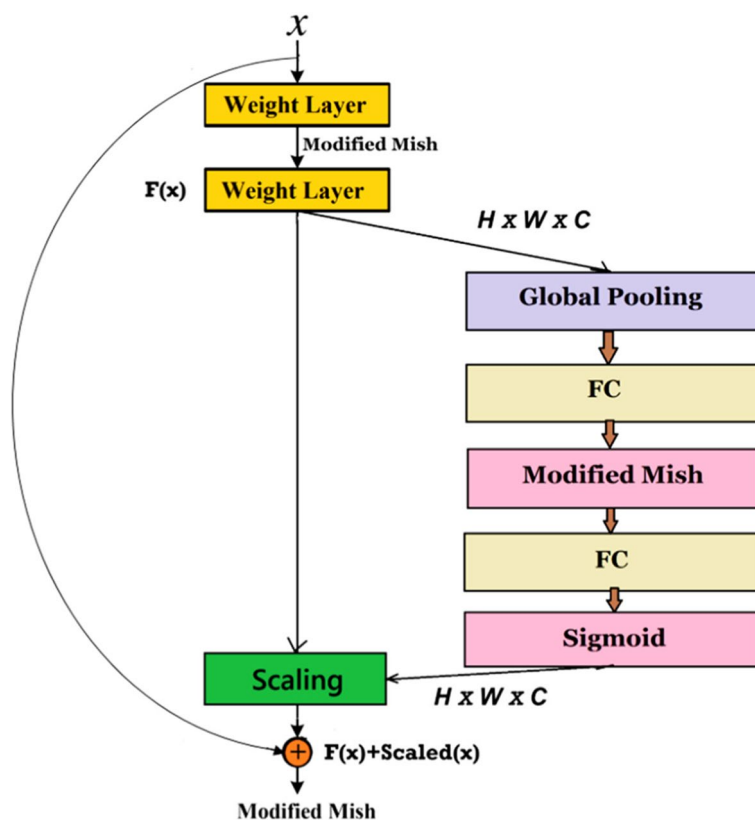 x
Weight Layer
Modified Mish
F(x)
Weight Layer
H x W x C
Global Pooling
FC
Modified Mish
FC
Sigmoid
Scaling
H x W x C
+
F(x)+Scaled(x)
Modified Mish